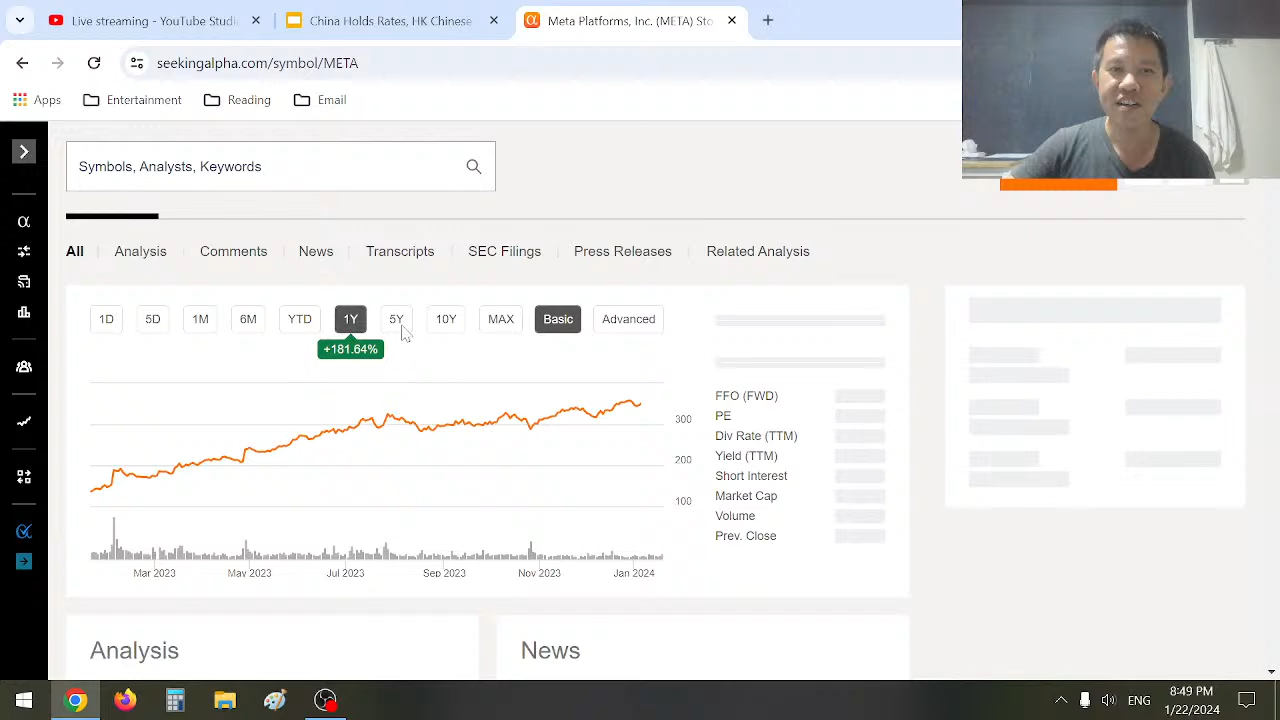 YouTube live streaming - YouTube Studi
China Holds Rates, HK Chinese
Meta Platforms, Inc. (META) Sto
seekingalpha.com/symbol/META
Apps
Entertainment
Reading
Email
Symbols, Analysts, Keywords
All
Analysis
Comments
News
Transcripts
SEC Filings
Press Releases
Related Analysis
1D
5D
1M
6M
YTD
1Y
5Y
10Y
MAX
Basic
Advanced
+181.64%
FFO (FWD)
PE
Div Rate (TTM)
Yield (TTM)
Short Interest
Market Cap
Volume
Prev. Close
300
200
100
Mar 2023
May 2023
Jul 2023
Sep 2023
Nov 2023
Jan 2024
Analysis
News
ENG
8:49 PM
1/22/2024